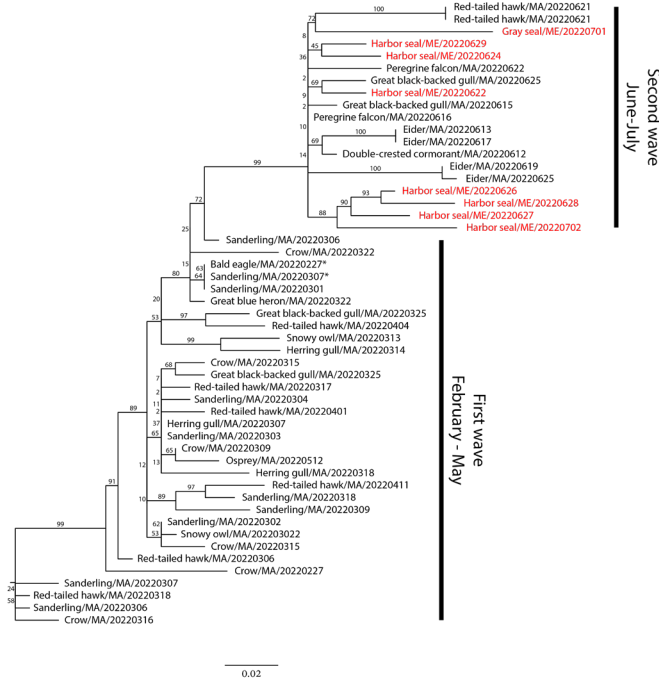 100
Red-tailed hawk/MA/20220621
Red-tailed hawk/MA/20220621
72
Gray seal/ME/20220701
8
45
Harbor seal/ME/20220629
Harbor seal/ME/20220624
36
Peregrine falcon/MA/20220622
2
69
Great black-backed gull/MA/20220625
Harbor seal/ME/20220622
9
2
Great black-backed gull/MA/20220615
Peregrine falcon/MA/20220616
10
100
Eider/MA/20220613
Eider/MA/20220617
69
Double-crested cormorant/MA/20220612
14
99
100
Eider/MA/20220619
Eider/MA/20220625
93
Harbor seal/ME/20220626
90
Harbor seal/ME/20220628
Harbor seal/ME/20220627
88
Harbor seal/ME/20220702
72
25
Sanderling/MA/20220306
Crow/MA/20220322
15
63
Bald eagle/MA/20220227*
80
64
Sanderling/MA/20220307*
Sanderling/MA/20220301
Great blue heron/MA/20220322
20
53
97
Great black-backed gull/MA/20220325
Red-tailed hawk/MA/20220404
99
Snowy owl/MA/20220313
Herring gull/MA/20220314
68
Crow/MA/20220315
Great black-backed gull/MA/20220325
7
2
Red-tailed hawk/MA/20220317
11
Sanderling/MA/20220304
2
Red-tailed hawk/MA/20220401
89
37
Herring gull/MA/20220307
65
Sanderling/MA/20220303
65
Crow/MA/20220309
Osprey/MA/20220512
13
Herring gull/MA/20220318
12
97
Red-tailed hawk/MA/20220411
Sanderling/MA/20220318
10
89
Sanderling/MA/20220309
91
62
Sanderling/MA/20220302
53
Snowy owl/MA/202203022
Crow/MA/20220315
99
Red-tailed hawk/MA/20220306
Crow/MA/20220227
24
Sanderling/MA/20220307
58
Red-tailed hawk/MA/20220318
Sanderling/MA/20220306
Crow/MA/20220316
Second wave
June-July
First wave
February - May
0.02